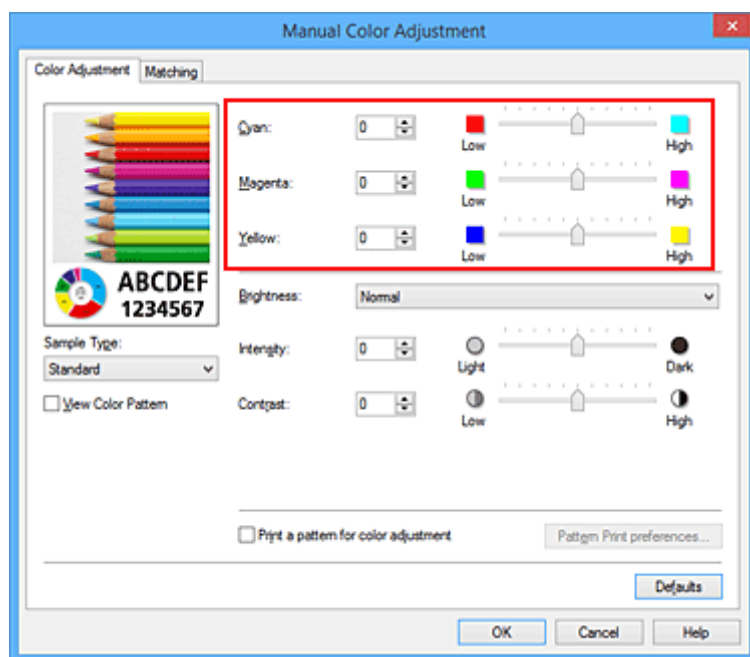 Manual Color Adjustment
Color Adjustment Matching
Cyan: 0 Low High
Magenta: 0 Low High
Yellow: 0 Low High
ABCDEF
1234567
Brightness: Normal
Sample Type:
Standard
View Color Pattern
Intensity: 0 Light Dark
Contrast: 0 Low High
Print a pattern for color adjustment Pattern Print preferences...
Defaults
OK Cancel Help